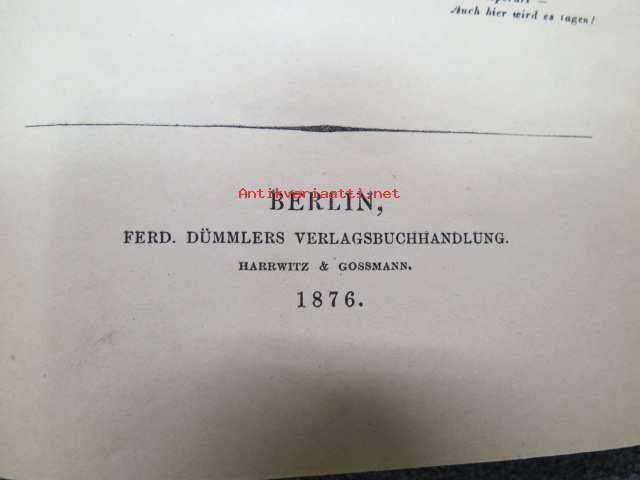 Auch hier wird es tagen!
Antikvariaatti.net
BERLIN,
FERD. DÜMMLERS VERLAGSBUCHHANDLUNG.
HARRWITZ & GOSSMANN.
1876.